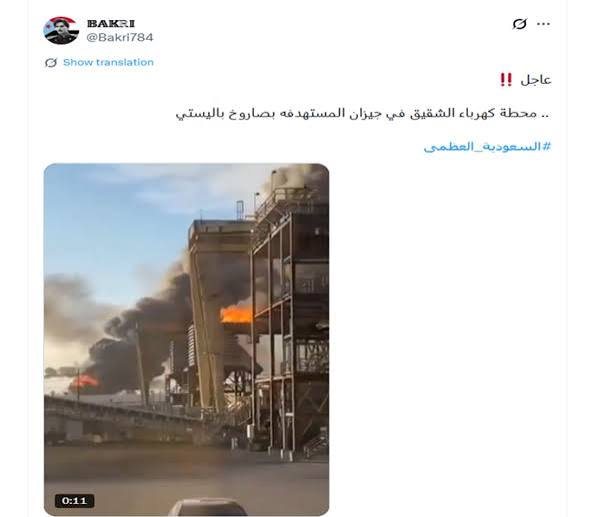 BAKRI
@Bakri784
Show translation
عاجل ‼️
.. محطة كهرباء الشقيق في جيزان المستهدفه بصاروخ باليستي
#السعودية_العظمى
0:11